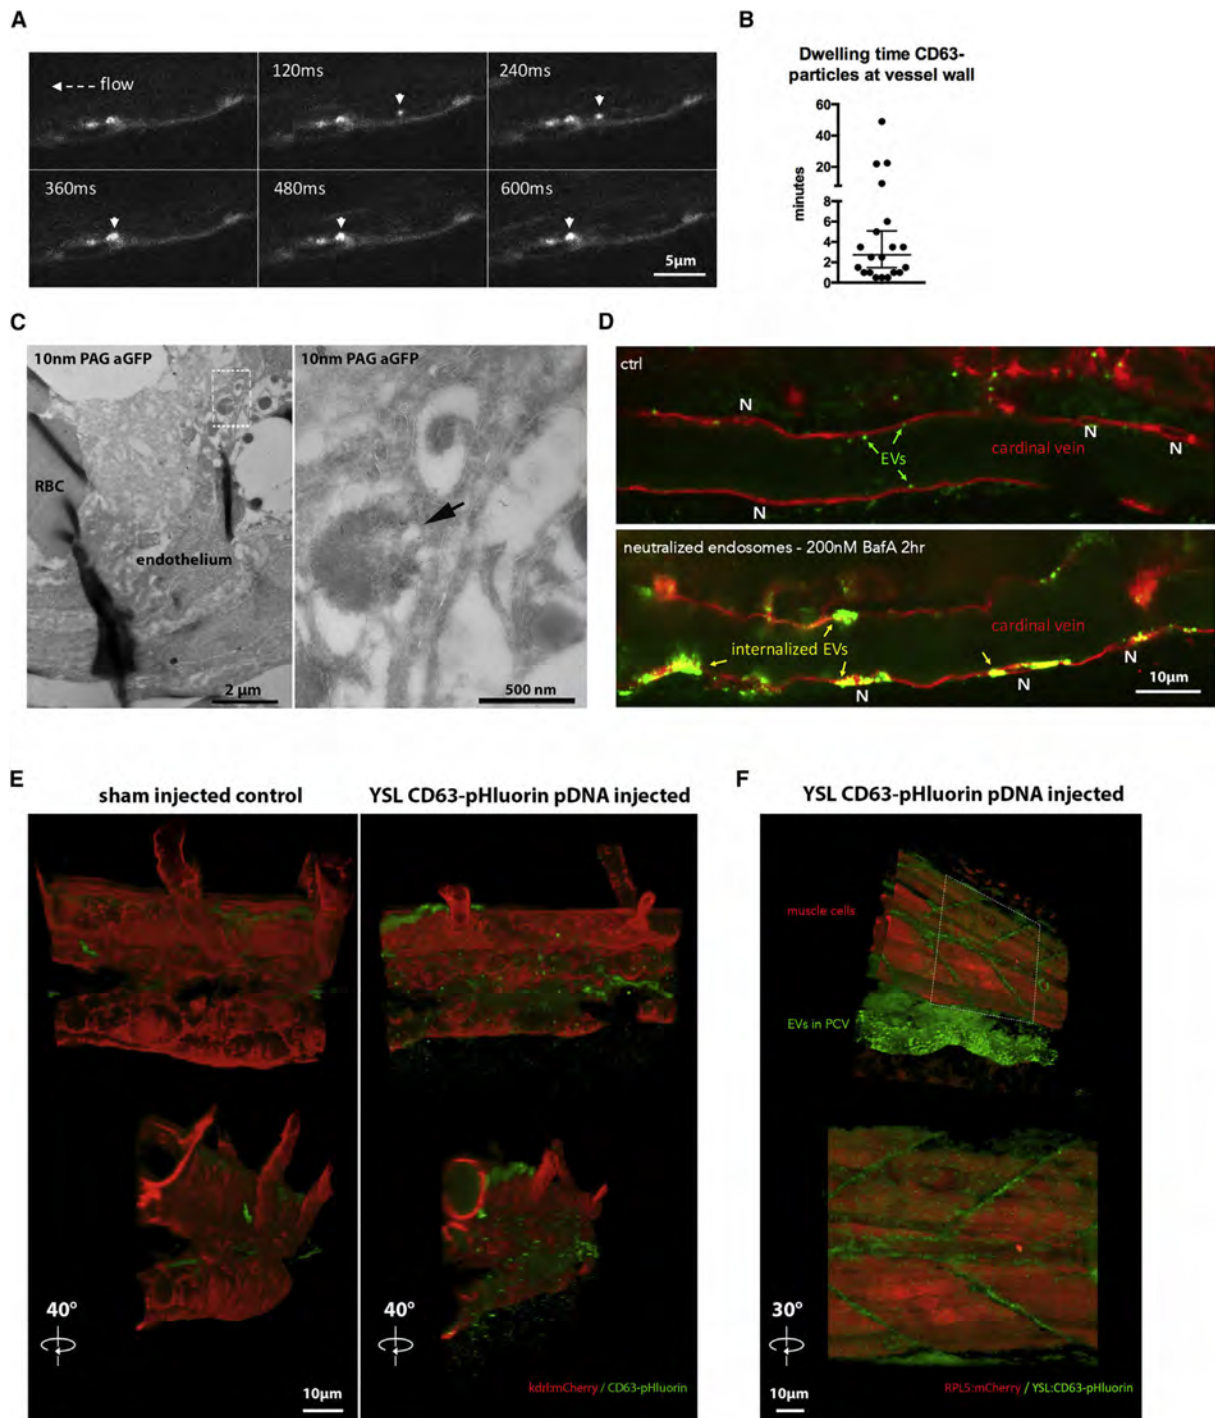 A
flow
120ms
240ms
360ms
480ms
600ms
5µm
B
Dwelling time CD63-
particles at vessel wall
minutes
60
40
20
8
6
4
2
0
C
10nm PAG aGFP
RBC
endothelium
2 µm
10nm PAG aGFP
500 nm
D
ctrl
N
N
N
cardinal vein
EVs
N
neutralized endosomes - 200nM BafA 2hr
cardinal vein
internalized EVs
N
N
N
10µm
E
sham injected control
YSL CD63-pHluorin pDNA injected
40°
40°
10µm
kdrl:mCherry / CD63-pHluorin
F
YSL CD63-pHluorin pDNA injected
muscle cells
EVs in PCV
30°
10µm
RPL5:mCherry / YSL:CD63-pHluorin